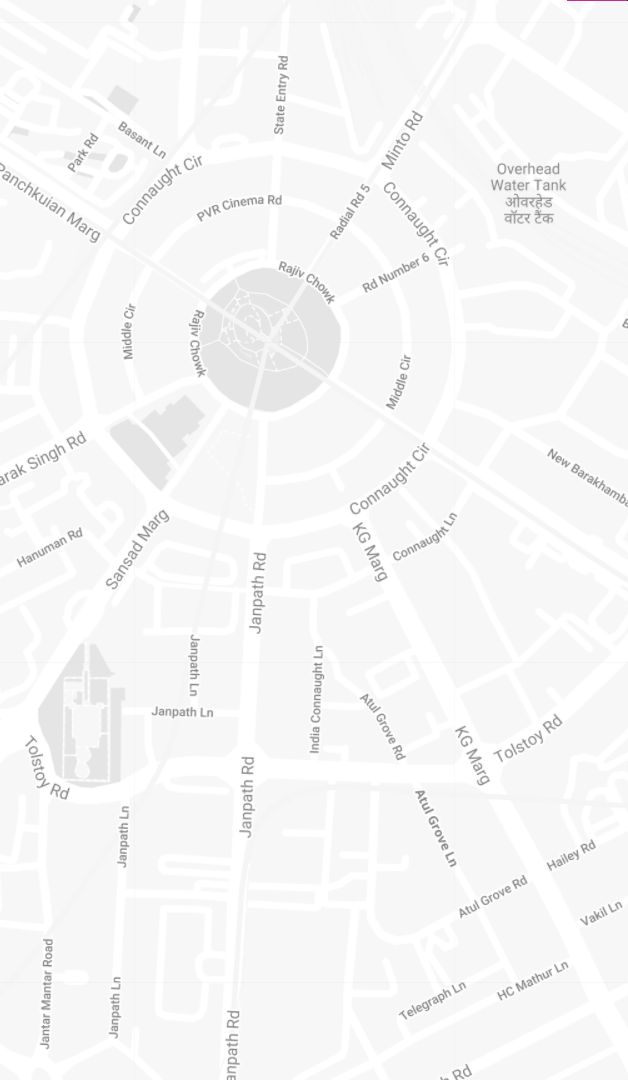 State Entry Rd
Minto Rd
Park Rd
Basant Ln
Connaught Cir
Panchkuian Marg
PVR Cinema Rd
Radial Rd 5
Connaught Cir
Overhead
Water Tank
ओवरहेड
वॉटर टैंक
Rajiv Chowk
Rd Number 6
Middle Cir
Rajiv Chowk
Middle Cir
arak Singh Rd
Connaught Cir
New Barakhamba
Hanuman Rd
Sansad Marg
KG Marg
Connaught Ln
Janpath Rd
Janpath Ln
India Connaught Ln
Janpath Ln
Atul Grove Rd
KG Marg
Tolstoy Rd
Tolstoy Rd
Janpath Rd
Janpath Ln
Atul Grove Ln
Hailey Rd
Atul Grove Rd
Vakil Ln
Jantar Mantar Road
Janpath Ln
HC Mathur Ln
Telegraph Ln
anpath Rd
h Rd